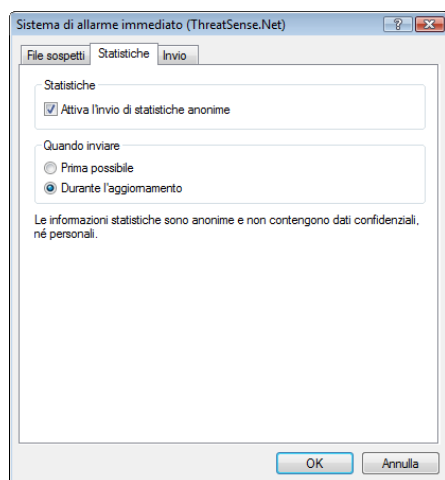 Sistema di allarme immediato (ThreatSense.Net)
File sospetti Statistiche Invio
Statistiche
Attiva l'invio di statistiche anonime
Quando inviare
Prima possibile
Durante l'aggiornamento
Le informazioni statistiche sono anonime e non contengono dati confidenziali,
né personali.
OK Annulla